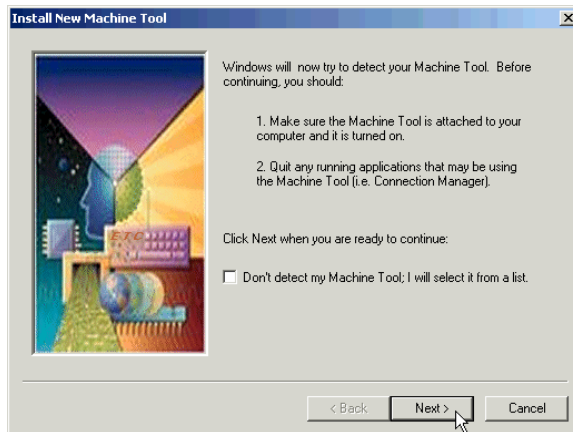 Install New Machine Tool
Windows will now try to detect your Machine Tool. Before
continuing, you should:
1. Make sure the Machine Tool is attached to your
computer and it is turned on.
2. Quit any running applications that may be using
the Machine Tool (i.e. Connection Manager).
ETG
Click Next when you are ready to continue:
Don't detect my Machine Tool; I will select it from a list.
< Back
Next >
Cancel